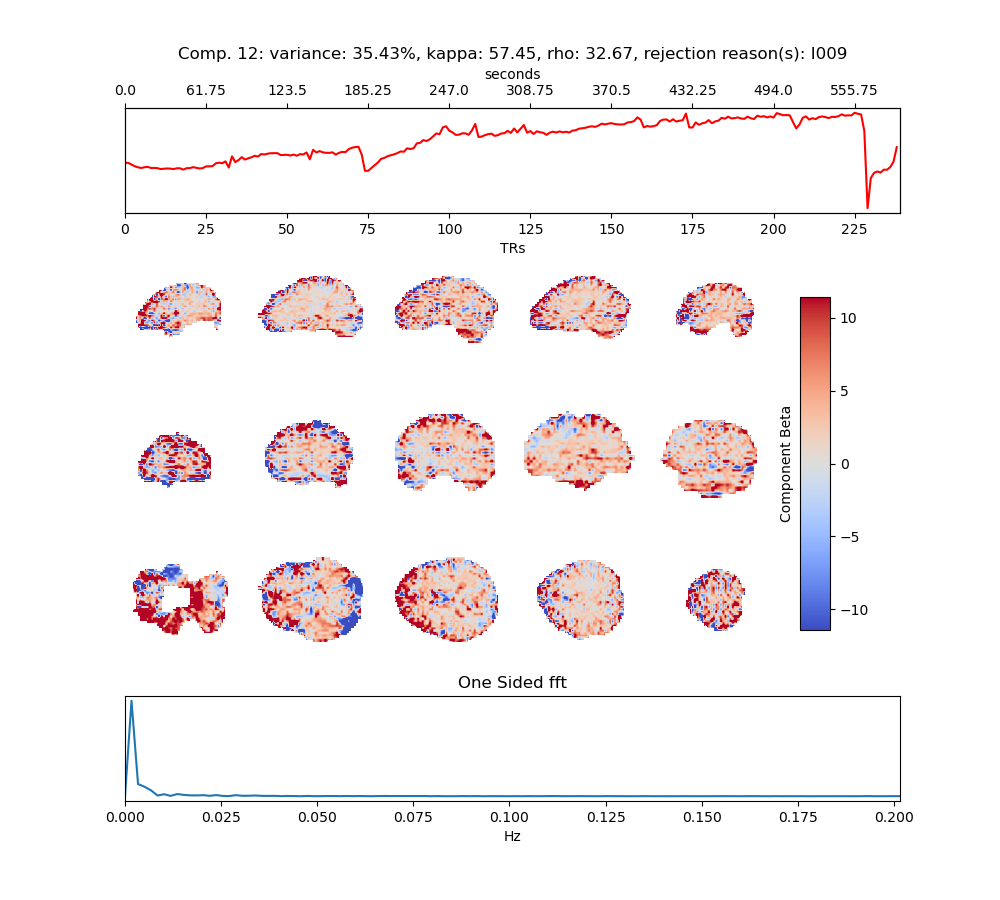 Comp. 12: variance: 35.43%, kappa: 57.45, rho: 32.67, rejection reason(s): I009
seconds
0.0 61.75 123.5 185.25 247.0 308.75 370.5 432.25 494.0 555.75
0 25 50 75 100 125 150 175 200 225
TRs
10
5
0
−5
−10
Component Beta
One Sided fft
0.000 0.025 0.050 0.075 0.100 0.125 0.150 0.175 0.200
Hz